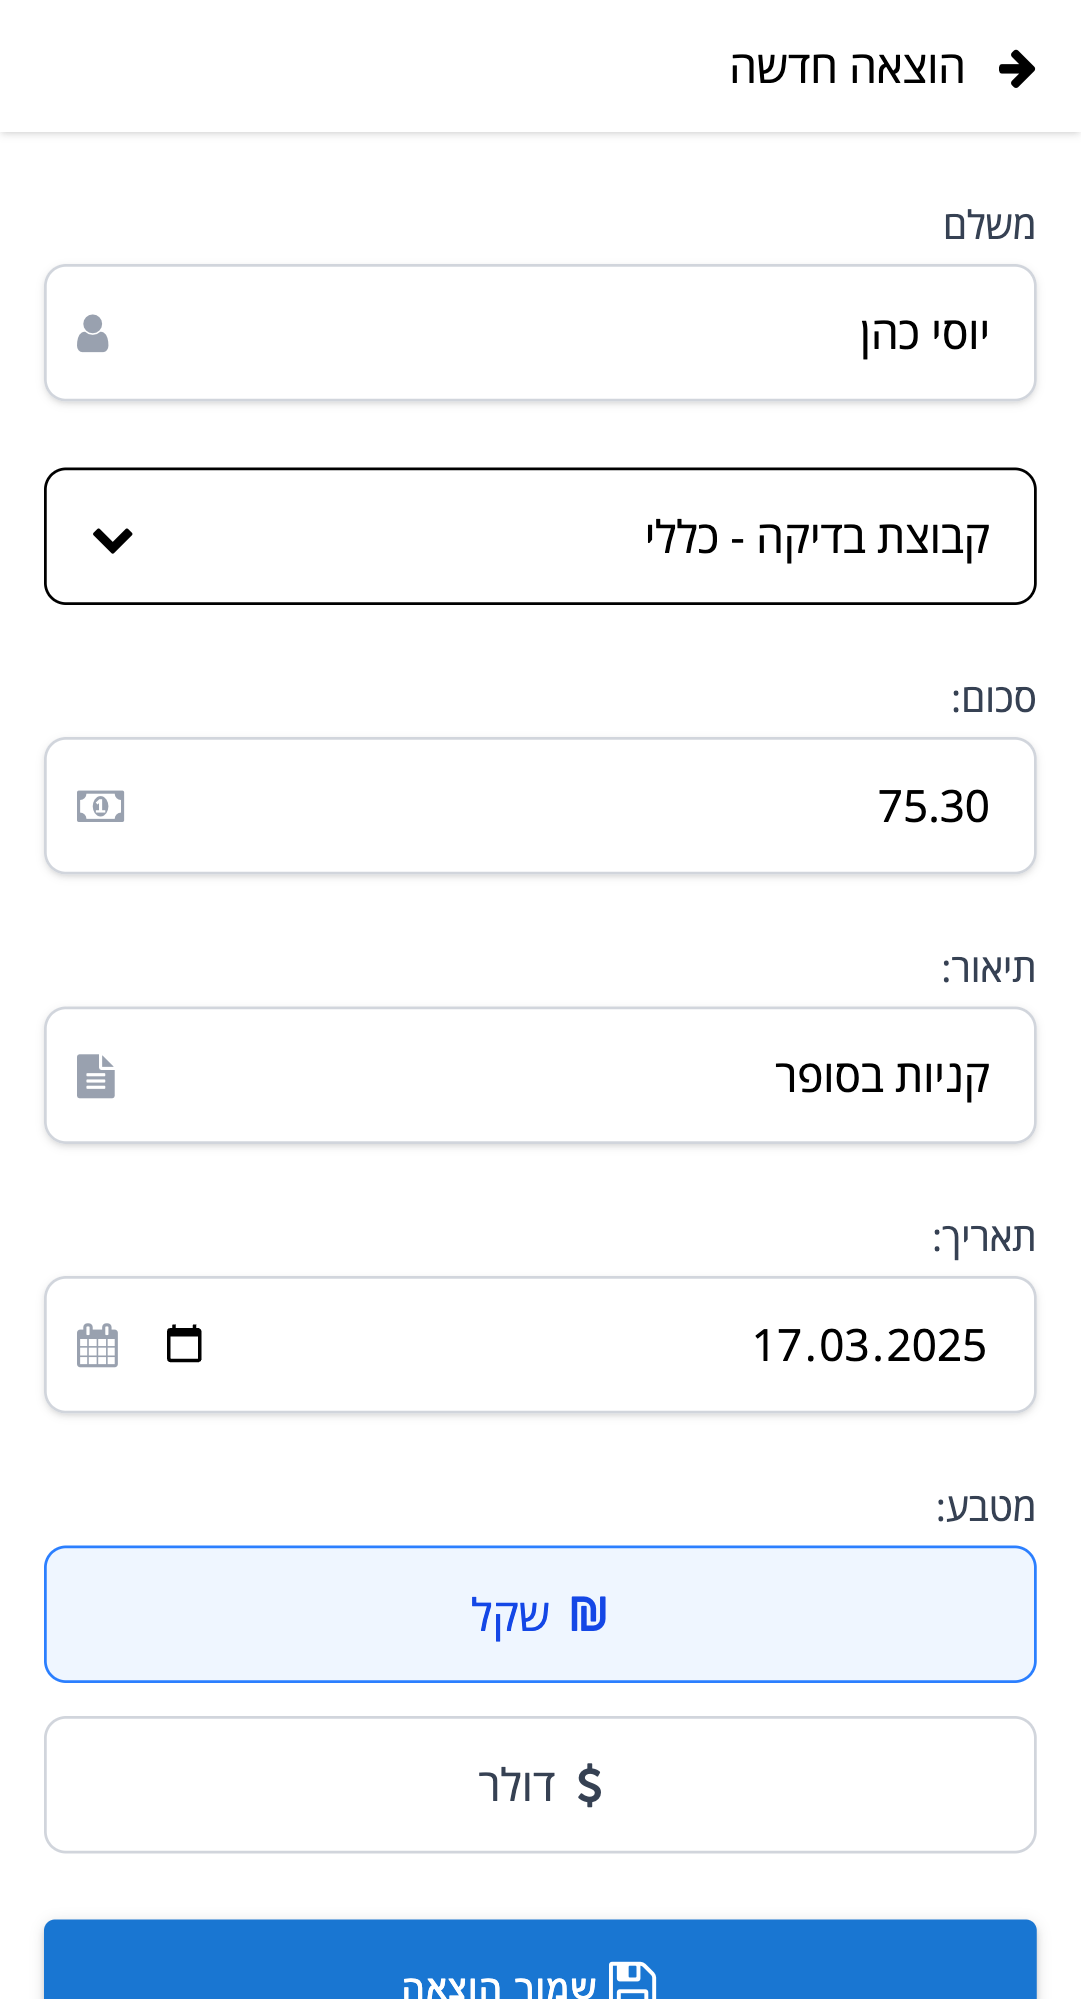 הוצאה חדשה
משלם
יוסי כהן
קבוצת בדיקה - כללי
סכום:
75.30
תיאור:
קניות בסופר
תאריך:
17.03.2025
מטבע:
₪ שקל
$ דולר
שמור הוצאה